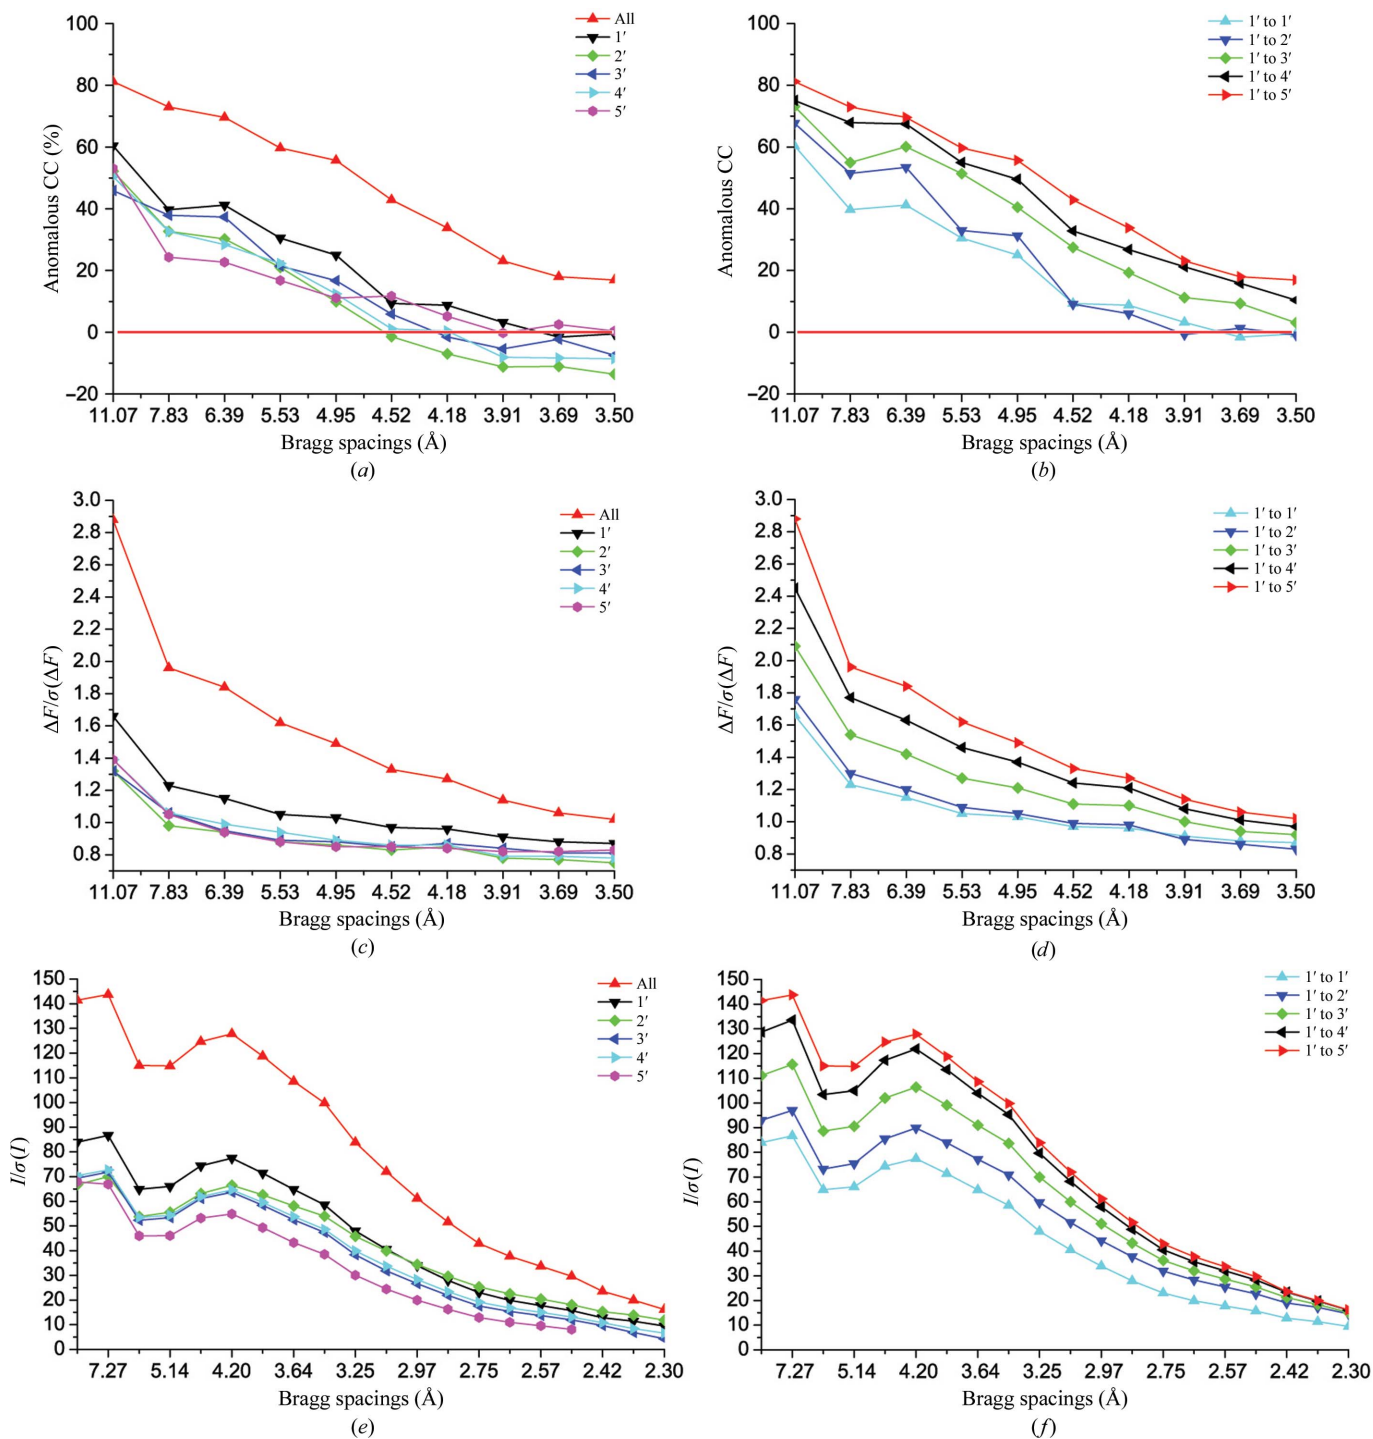 100
80
60
40
20
0
−20
Anomalous CC (%)
All
1′
2′
3′
4′
5′
11.07 7.83 6.39 5.53 4.95 4.52 4.18 3.91 3.69 3.50
Bragg spacings (Å)
(a)
100
80
60
40
20
0
−20
Anomalous CC
1′ to 1′
1′ to 2′
1′ to 3′
1′ to 4′
1′ to 5′
11.07 7.83 6.39 5.53 4.95 4.52 4.18 3.91 3.69 3.50
Bragg spacings (Å)
(b)
3.0
2.8
2.6
2.4
2.2
2.0
1.8
1.6
1.4
1.2
1.0
0.8
ΔF/σ(ΔF)
All
1′
2′
3′
4′
5′
11.07 7.83 6.39 5.53 4.95 4.52 4.18 3.91 3.69 3.50
Bragg spacings (Å)
(c)
3.0
2.8
2.6
2.4
2.2
2.0
1.8
1.6
1.4
1.2
1.0
0.8
ΔF/σ(ΔF)
1′ to 1′
1′ to 2′
1′ to 3′
1′ to 4′
1′ to 5′
11.07 7.83 6.39 5.53 4.95 4.52 4.18 3.91 3.69 3.50
Bragg spacings (Å)
(d)
150
140
130
120
110
100
90
80
70
60
50
40
30
20
10
0
I/σ(I)
All
1′
2′
3′
4′
5′
7.27 5.14 4.20 3.64 3.25 2.97 2.75 2.57 2.42 2.30
Bragg spacings (Å)
(e)
150
140
130
120
110
100
90
80
70
60
50
40
30
20
10
0
I/σ(I)
1′ to 1′
1′ to 2′
1′ to 3′
1′ to 4′
1′ to 5′
7.27 5.14 4.20 3.64 3.25 2.97 2.75 2.57 2.42 2.30
Bragg spacings (Å)
(f)